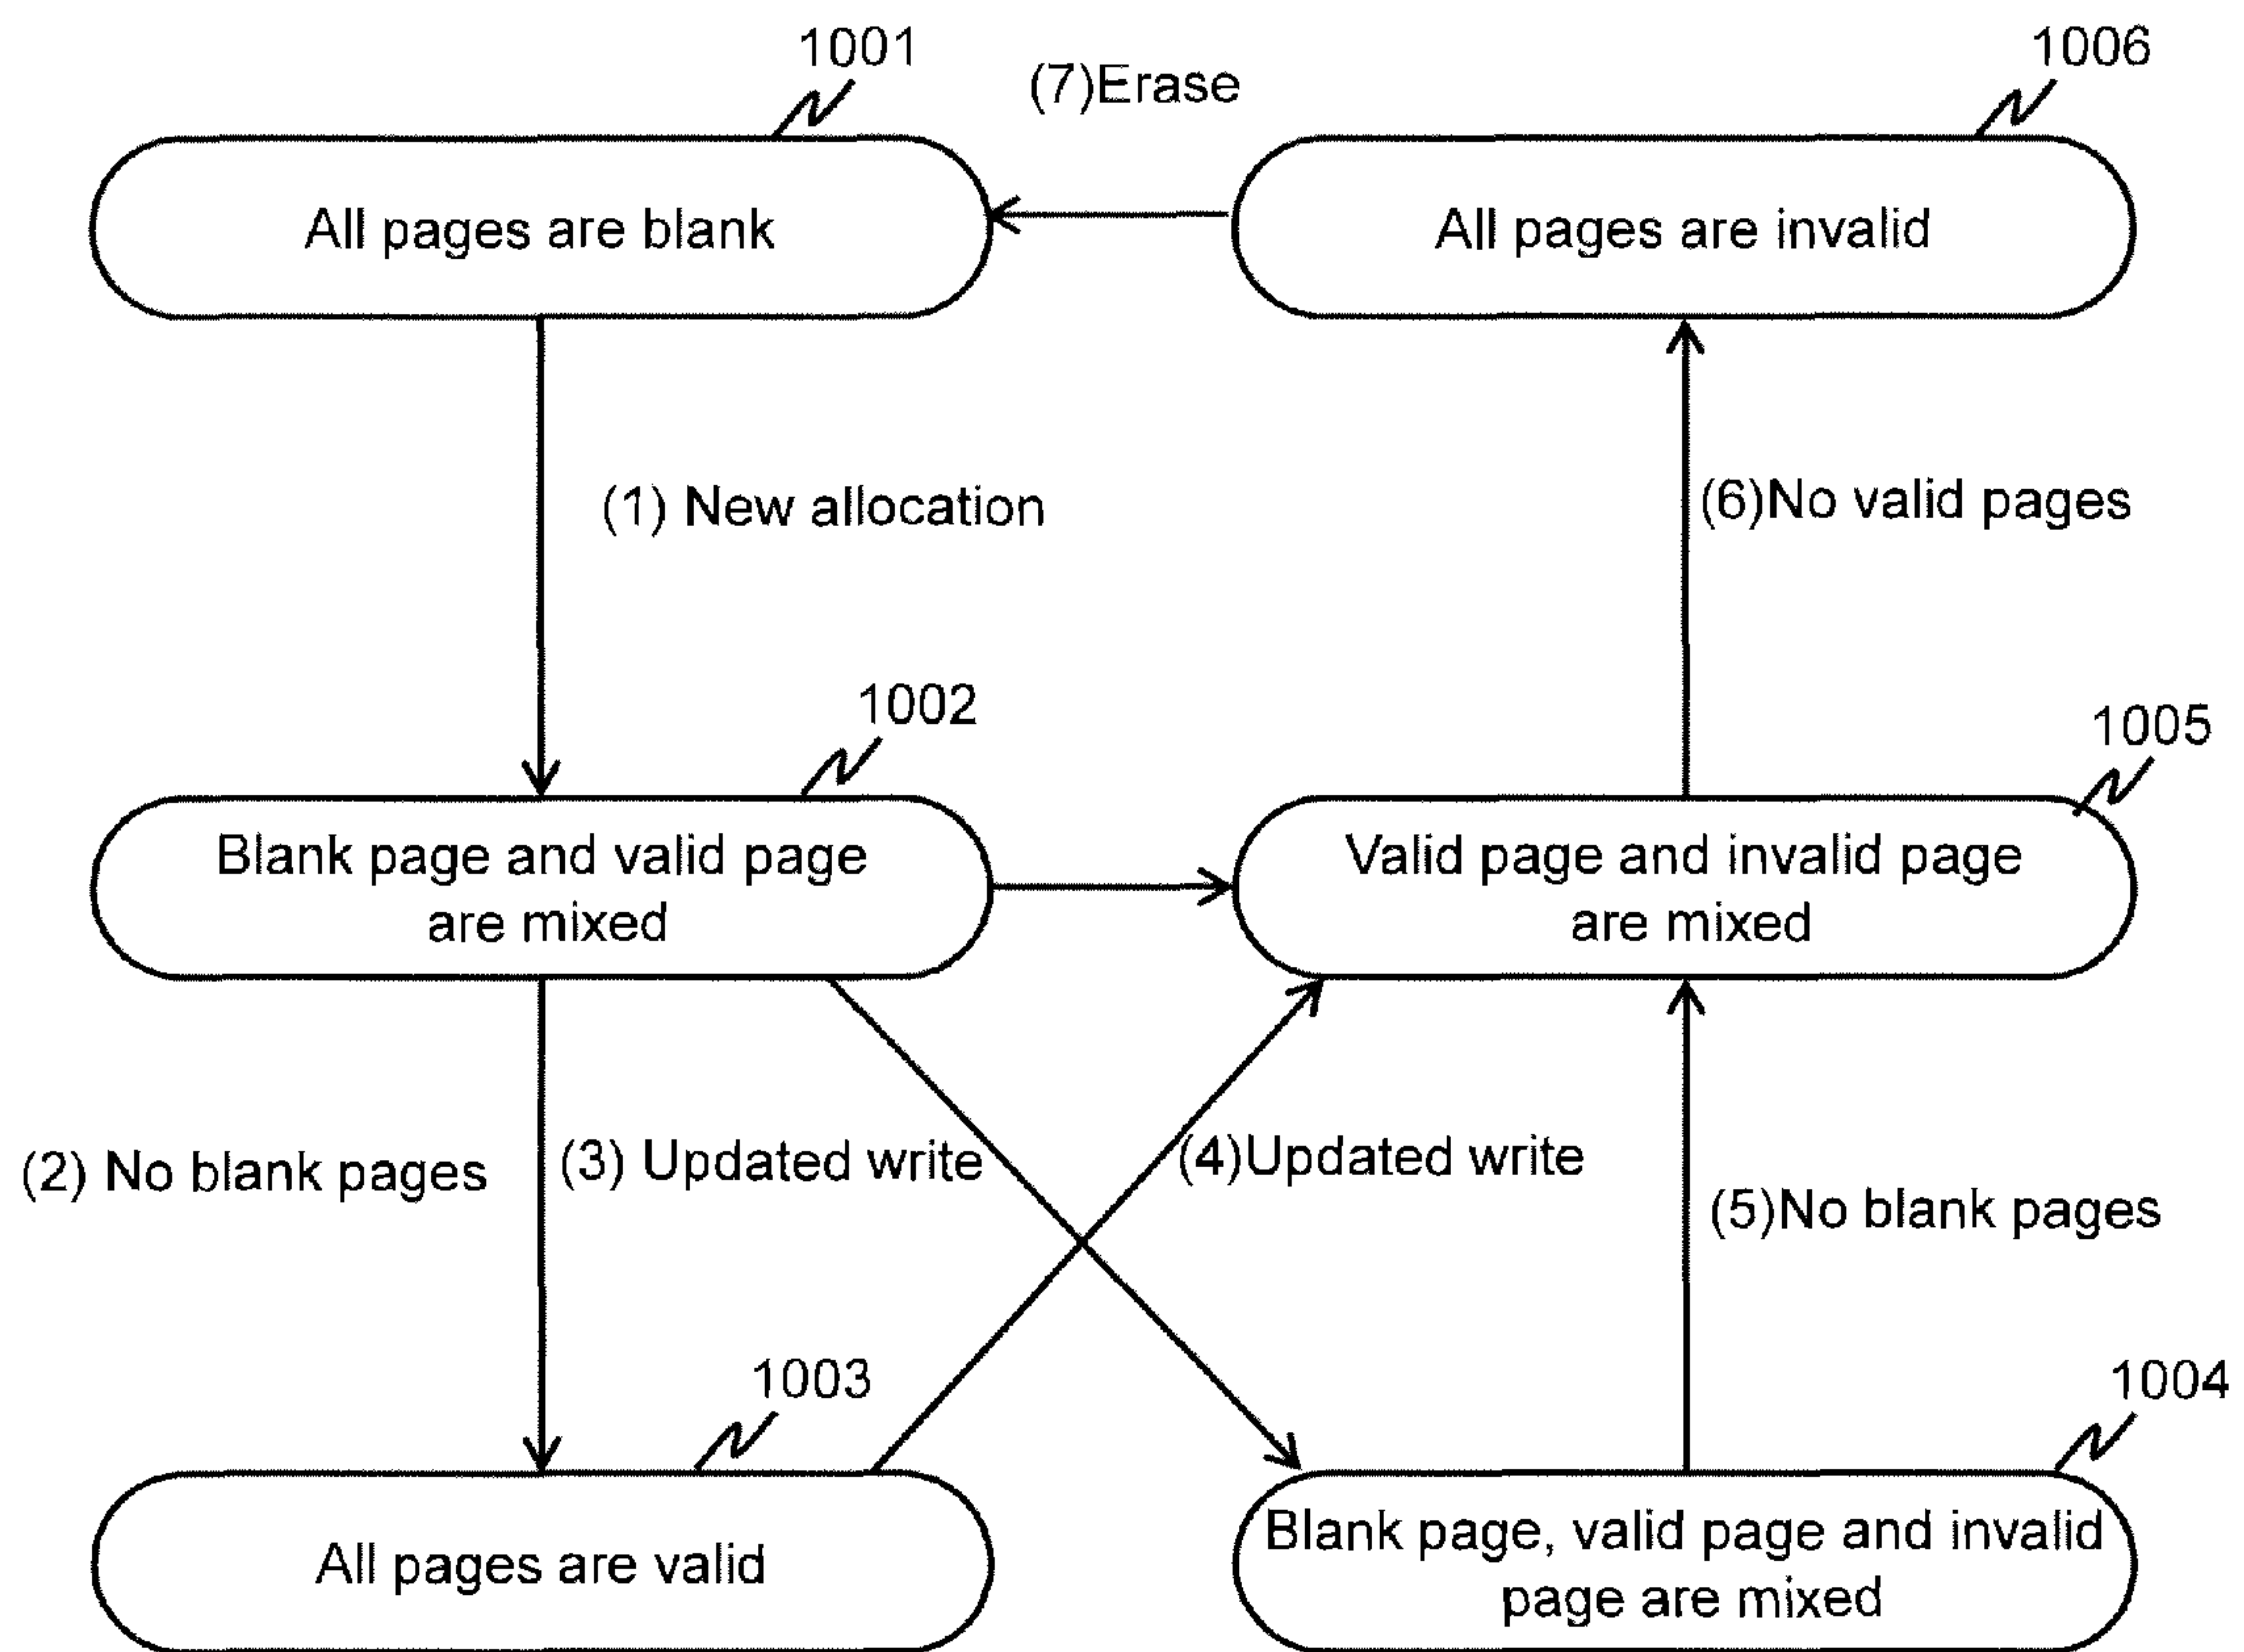 1001
1006
(7)Erase
All pages are blank
All pages are invalid
(1) New allocation
(6)No valid pages
1002
1005
Blank page and valid page
are mixed
Valid page and invalid page
are mixed
(2) No blank pages
(3) Updated write
(4)Updated write
(5)No blank pages
1003
1004
All pages are valid
Blank page, valid page and invalid
page are mixed